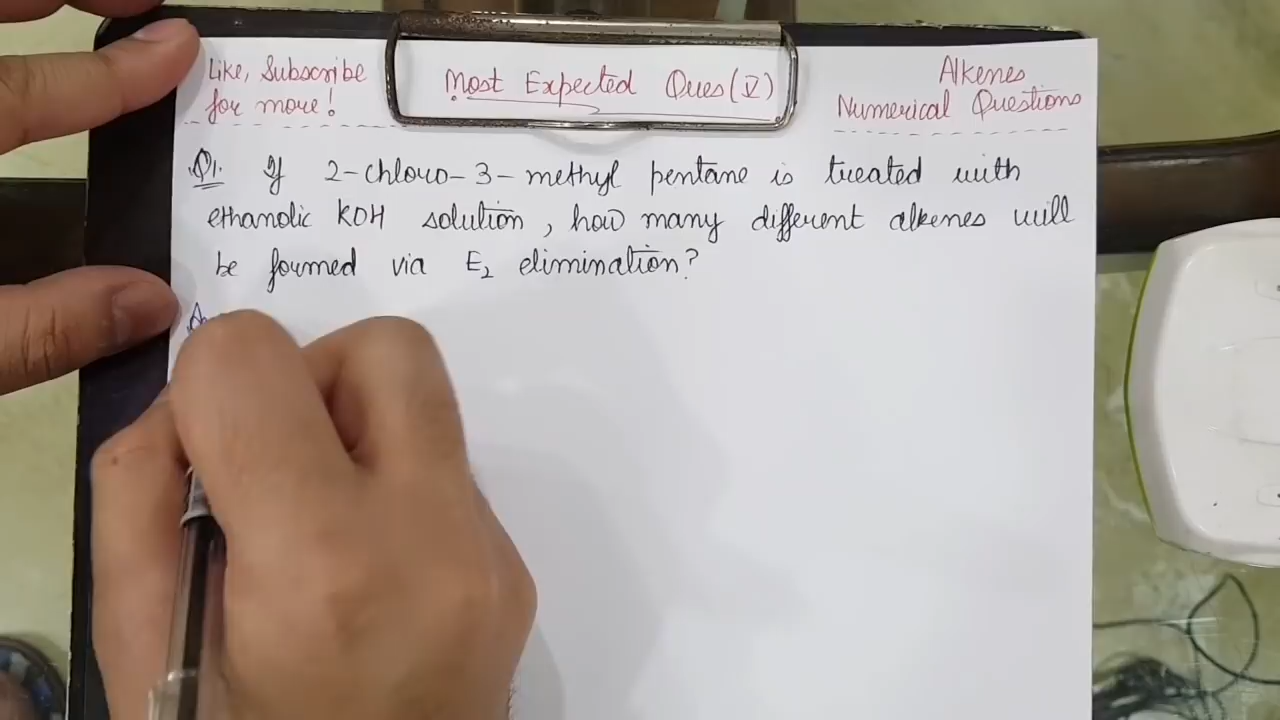 Like, Subscribe
for more!
Most Expected Ques(V)
Alkenes
Numerical Questions
Q1. If 2-chloro-3-methyl pentane is treated with
ethanolic KOH solution, how many different alkenes will
be formed via E₂ elimination?